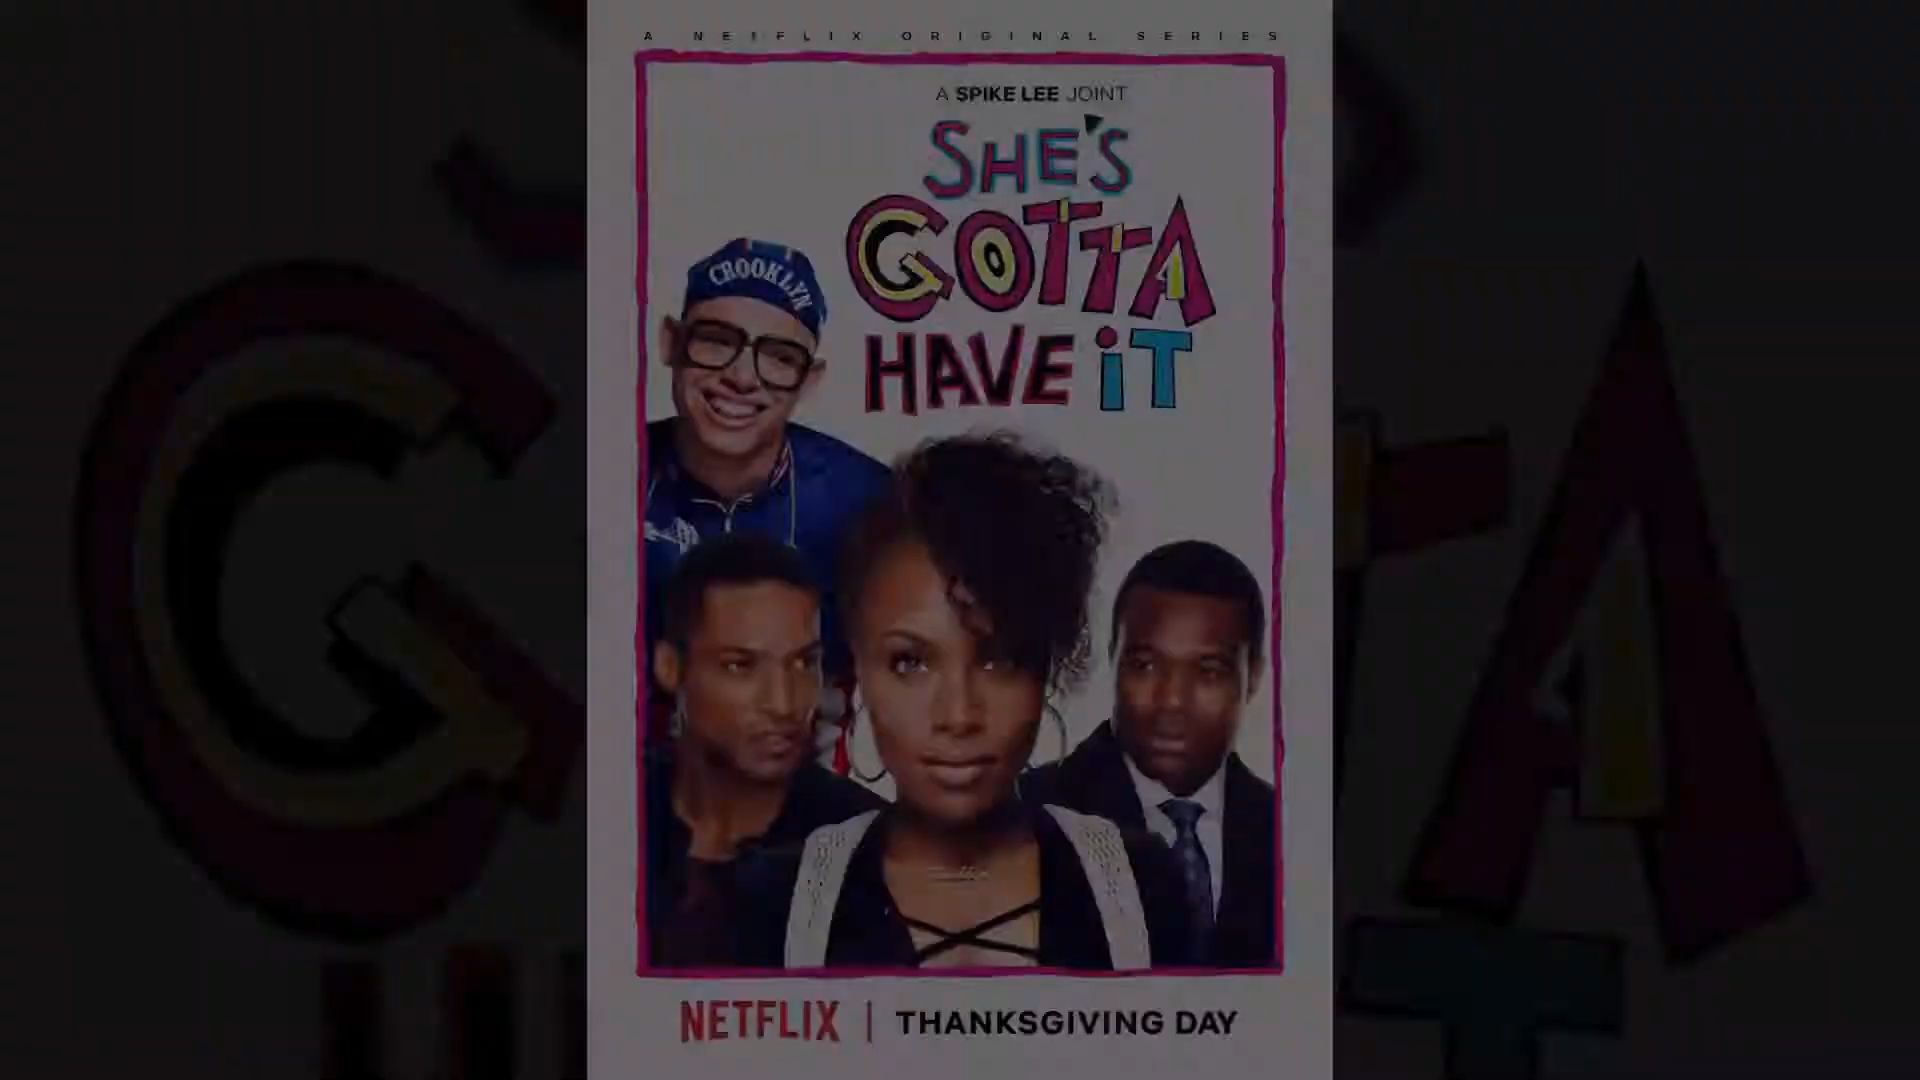 A NETFLIX ORIGINAL SERIES
A SPIKE LEE JOINT
SHE'S
GOTTA
HAVE iT
CROOKLYN
NETFLIX | THANKSGIVING DAY